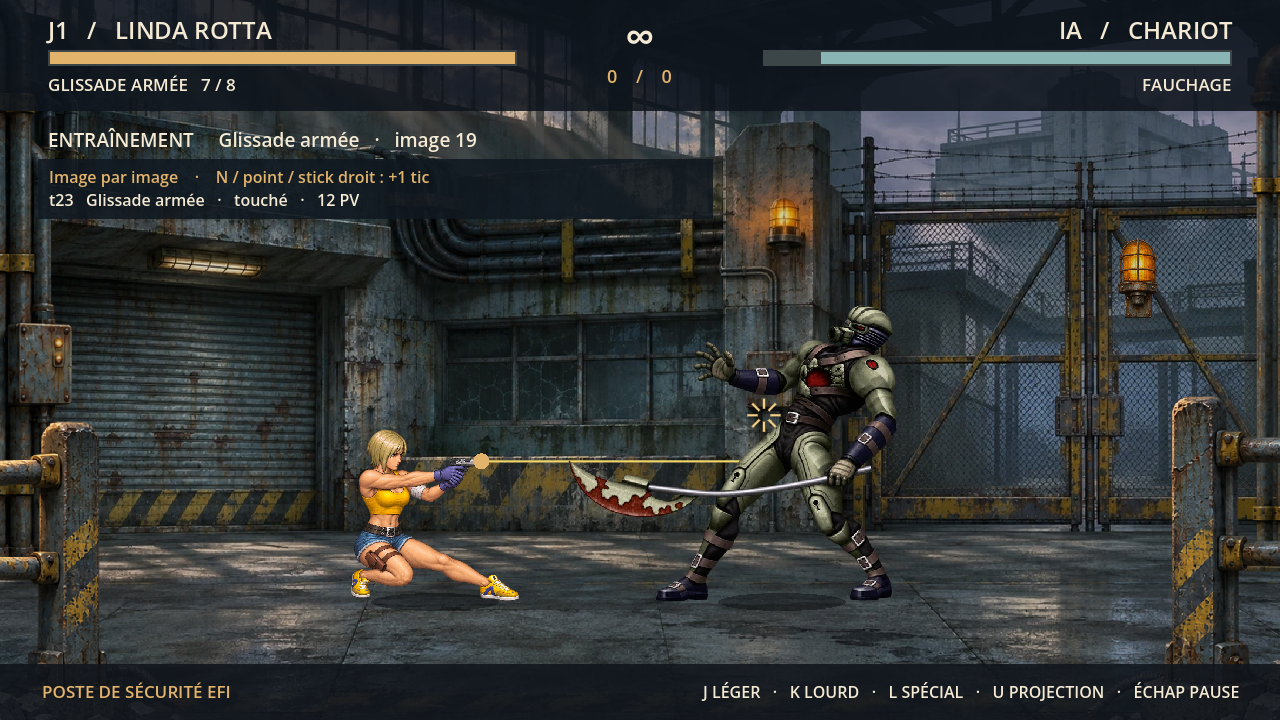 J1 / LINDA ROTTA
∞
IA / CHARIOT
0 / 0
GLISSADE ARMÉE 7 / 8
FAUCHAGE
ENTRAÎNEMENT Glissade armée · image 19
Image par image · N / point / stick droit : +1 tic
t23 Glissade armée · touché · 12 PV
POSTE DE SÉCURITÉ EFI
J LÉGER · K LOURD · L SPÉCIAL · U PROJECTION · ÉCHAP PAUSE